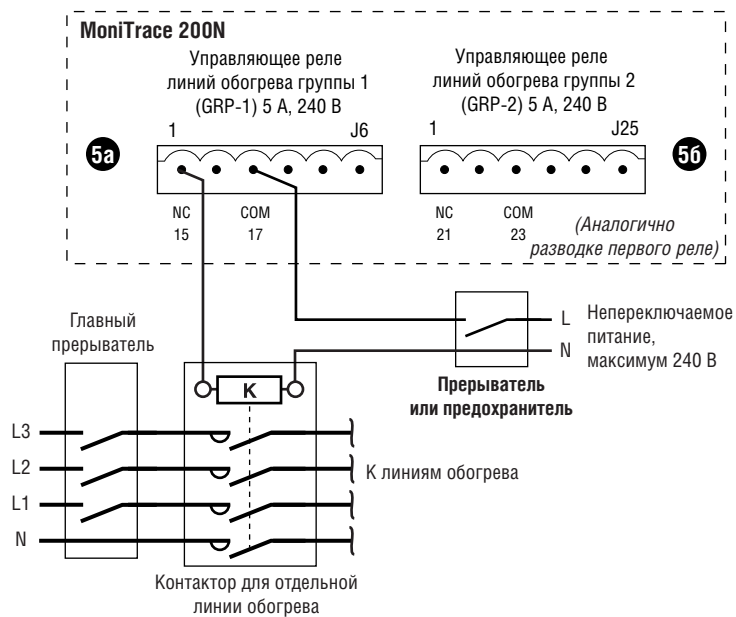 MoniTrace 200N
Управляющее реле
линий обогрева группы 1
(GRP-1) 5 А, 240 В
Управляющее реле
линий обогрева группы 2
(GRP-2) 5 А, 240 В
5а
1
J6
1
J25
5б
NC
15
COM
17
NC
21
COM
23
(Аналогично
разводке первого реле)
Главный
прерыватель
L
N
Непереключаемое
питание,
максимум 240 В
Прерыватель
или предохранитель
K
L3
L2
L1
N
К линиям обогрева
Контактор для отдельной
линии обогрева